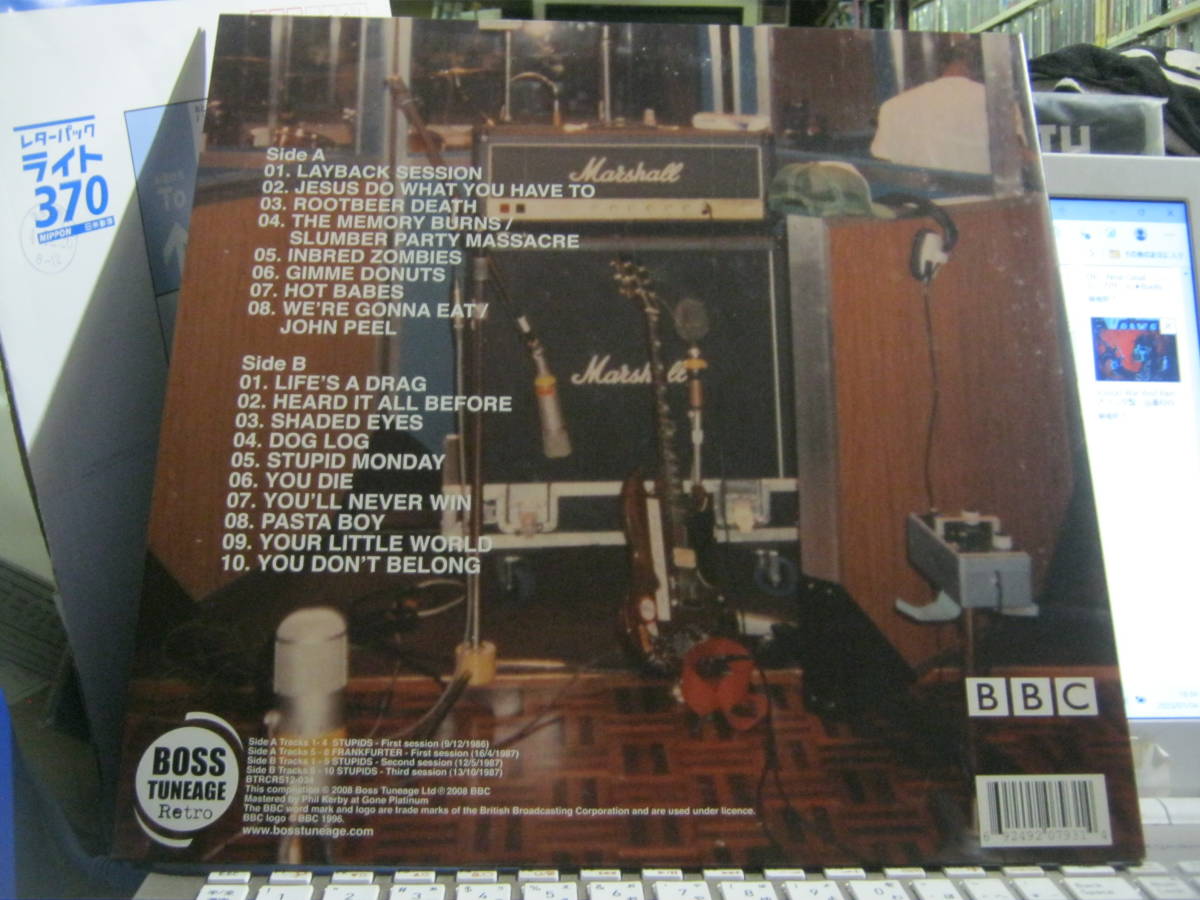 レターパック
ライト
370
NIPPON 日本郵便
To
TH
Marshall
Marshall
Side A
01. LAYBACK SESSION
02. JESUS DO WHAT YOU HAVE TO
03. ROOTBEER DEATH
04. THE MEMORY BURNS /
SLUMBER PARTY MASSACRE
05. INBRED ZOMBIES
06. GIMME DONUTS
07. HOT BABES
08. WE'RE GONNA EAT/
JOHN PEEL
Side B
01. LIFE'S A DRAG
02. HEARD IT ALL BEFORE
03. SHADED EYES
04. DOG LOG
05. STUPID MONDAY
06. YOU DIE
07. YOU'LL NEVER WIN
08. PASTA BOY
09. YOUR LITTLE WORLD
10. YOU DON'T BELONG
BBC
BOSS
TUNEAGE
Retro
Side A Tracks 1 - 4 STUPIDS - First session (9/12/1986)
Side A Tracks 5 - 8 FRANKFURTER - First session (16/4/1987)
Side B Tracks 1 - 5 STUPIDS - Second session (12/5/1987)
Side B Tracks 6 - 10 STUPIDS - Third session (13/10/1987)
BTRCRS12-034
This compilation © 2008 Boss Tuneage Ltd ℗ 2008 BBC
Mastered by Phil Kerby at Gone Platinum
The BBC word mark and logo are trade marks of the British Broadcasting Corporation and are used under licence.
BBC logo © BBC 1996.
www.bosstuneage.com